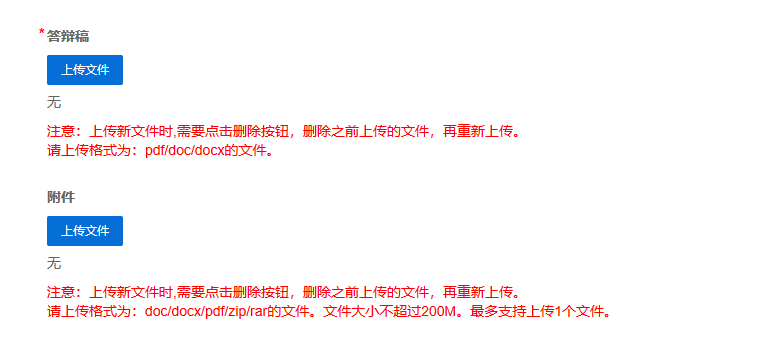 *答辩稿
上传文件
无
注意：上传新文件时,需要点击删除按钮，删除之前上传的文件，再重新上传。
请上传格式为：pdf/doc/docx的文件。
附件
上传文件
无
注意：上传新文件时,需要点击删除按钮，删除之前上传的文件，再重新上传。
请上传格式为：doc/docx/pdf/zip/rar的文件。文件大小不超过200M。最多支持上传1个文件。